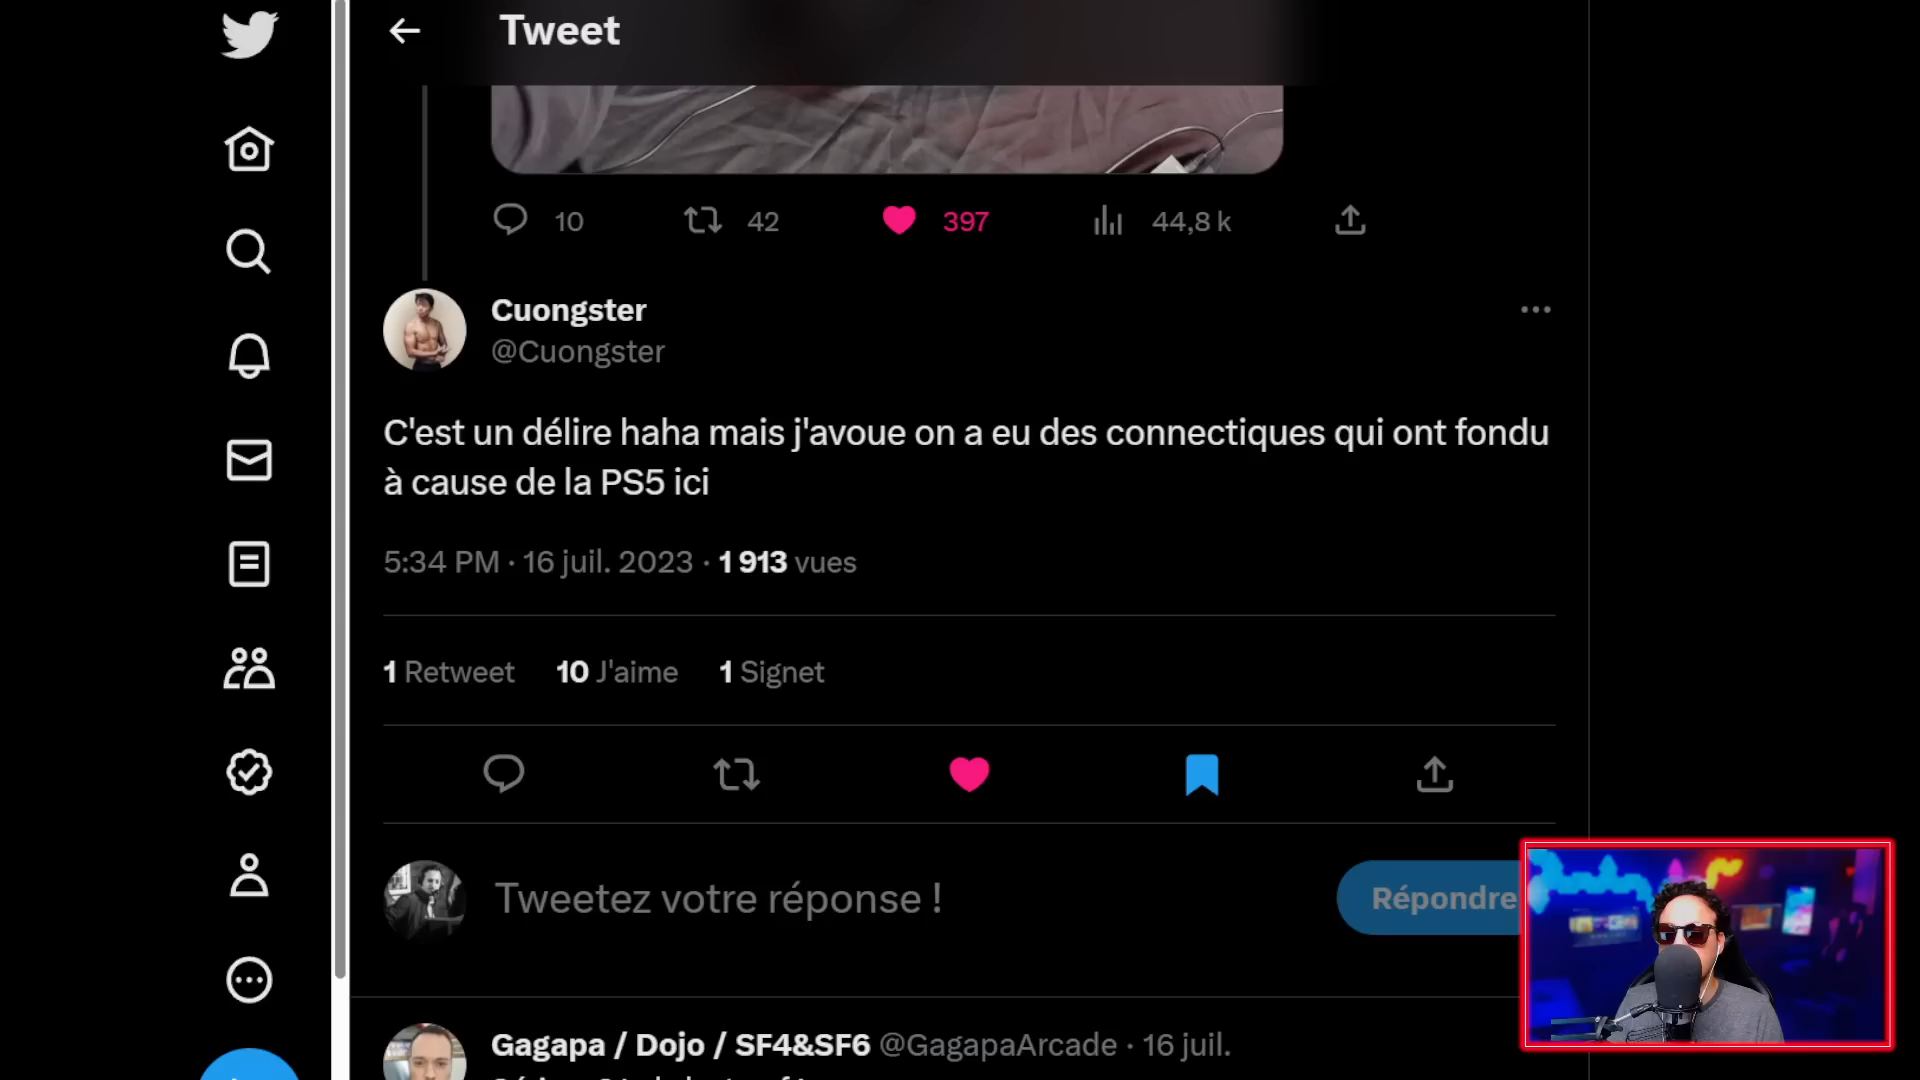 Tweet
10
42
397
44,8 k
Cuongster
@Cuongster
C'est un délire haha mais j'avoue on a eu des connectiques qui ont fondu
à cause de la PS5 ici
5:34 PM · 16 juil. 2023 · 1 913 vues
1 Retweet 10 J'aime 1 Signet
Tweetez votre réponse !
Répondre
Gagapa / Dojo / SF4&SF6 @GagapaArcade · 16 juil.